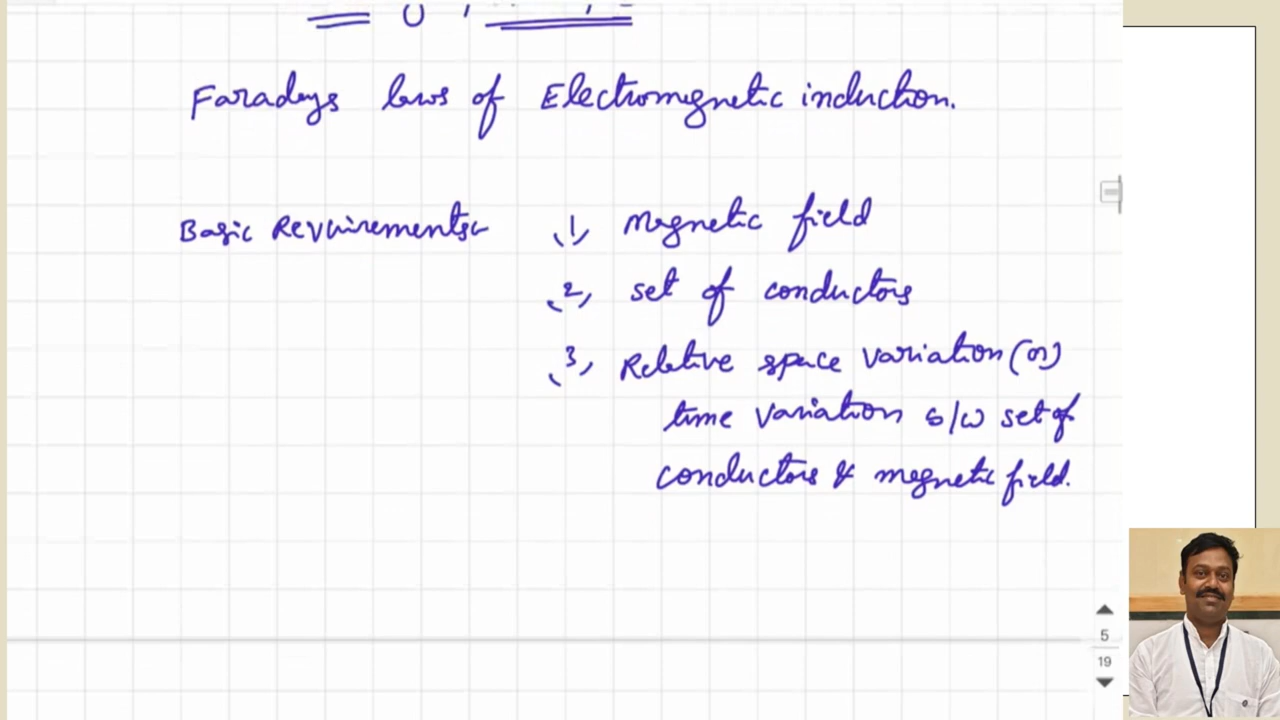 Faradays laws of Electromagnetic induction.
Basic Requirements:-
(1) Magnetic field
(2) set of conductors
(3) Relative space variation (or)
time variation b/w set of
conductors & magnetic field.
5
19